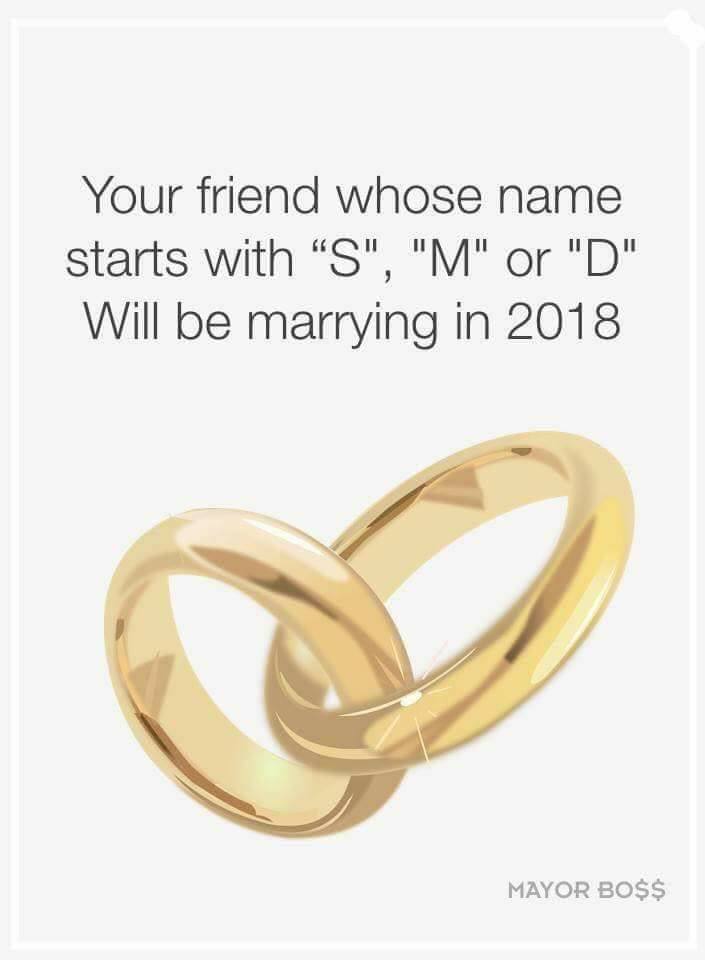 Your friend whose name
starts with “S", "M" or "D"
Will be marrying in 2018
MAYOR BO$$